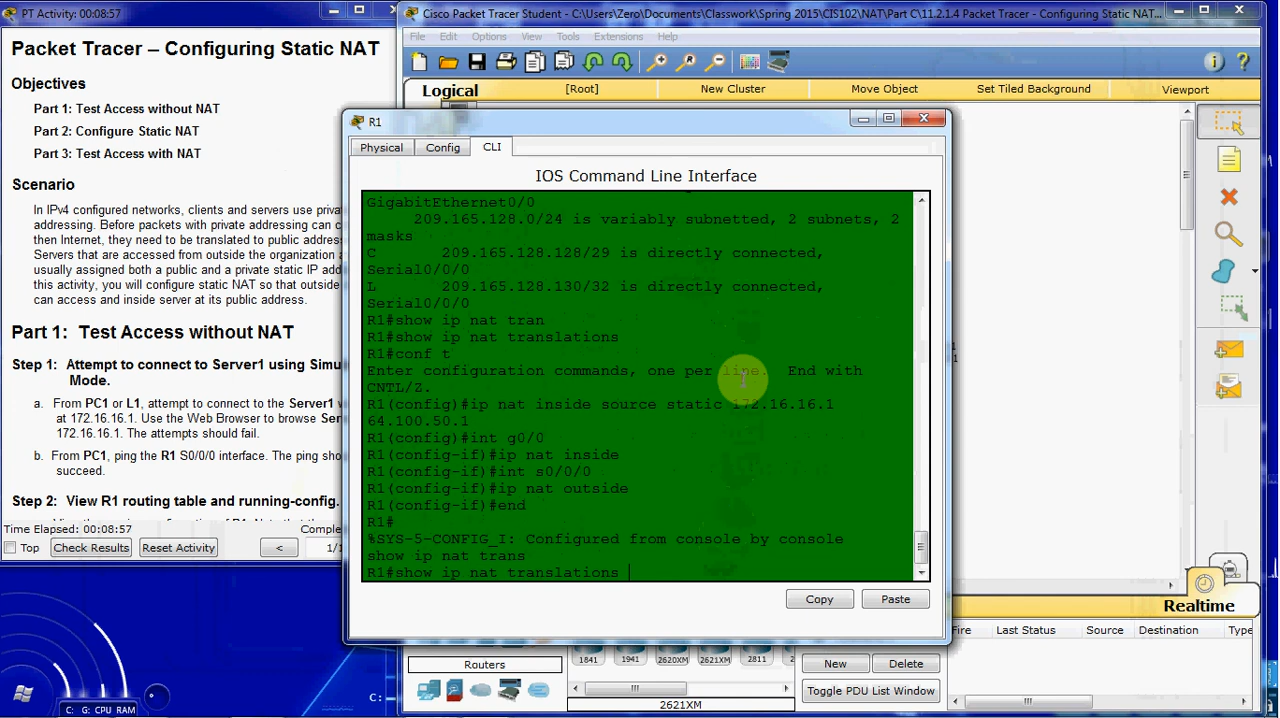 PT Activity: 00:08:57
Cisco Packet Tracer Student - C:\Users\Zero\Documents\Classwork\Spring 2015\CIS102\NAT\Part C\11.2.1.4 Packet Tracer - Configuring Static NAT...
File Edit Options View Tools Extensions Help
Logical [Root] New Cluster Move Object Set Tiled Background Viewport
Packet Tracer – Configuring Static NAT
Objectives
Part 1: Test Access without NAT
Part 2: Configure Static NAT
Part 3: Test Access with NAT
Scenario
In IPv4 configured networks, clients and servers use priva
addressing. Before packets with private addressing can c
then Internet, they need to be translated to public addres
Servers that are accessed from outside the organization a
usually assigned both a public and a private static IP add
this activity, you will configure static NAT so that outside
can access and inside server at its public address.
Part 1: Test Access without NAT
Step 1: Attempt to connect to Server1 using Simu
Mode.
a. From PC1 or L1, attempt to connect to the Server1
at 172.16.16.1. Use the Web Browser to browse Ser
172.16.16.1. The attempts should fail.
b. From PC1, ping the R1 S0/0/0 interface. The ping sho
succeed.
Step 2: View R1 routing table and running-config.
Time Elapsed: 00:08:57 Comple
Top Check Results Reset Activity < 1/1
R1
Physical Config CLI
IOS Command Line Interface
GigabitEthernet0/0
209.165.128.0/24 is variably subnetted, 2 subnets, 2
masks
C 209.165.128.128/29 is directly connected,
Serial0/0/0
L 209.165.128.130/32 is directly connected,
Serial0/0/0
R1#show ip nat tran
R1#show ip nat translations
R1#conf t
Enter configuration commands, one per line. End with
CNTL/Z.
R1(config)#ip nat inside source static 172.16.16.1
64.100.50.1
R1(config)#int g0/0
R1(config-if)#ip nat inside
R1(config-if)#int s0/0/0
R1(config-if)#ip nat outside
R1(config-if)#end
R1#
%SYS-5-CONFIG_I: Configured from console by console
show ip nat trans
R1#show ip nat translations
Copy Paste
Realtime
Fire Last Status Source Destination Type
1841 1941 2620XM 2621XM 2811 2
Routers
New Delete
Toggle PDU List Window
2621XM
C: G: CPU RAM
C: